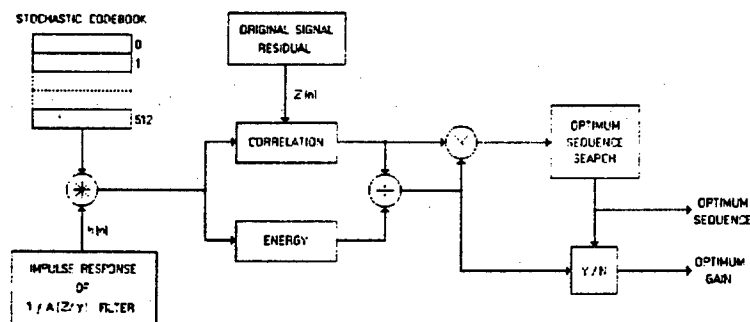 STOCHASTIC CODEBOOK
0
1
512
ORIGINAL SIGNAL
RESIDUAL
Z[n]
CORRELATION
ENERGY
h[n]
IMPULSE RESPONSE
OF
1/A(Z/γ) FILTER
OPTIMUM
SEQUENCE
SEARCH
OPTIMUM
SEQUENCE
Y/N
OPTIMUM
GAIN